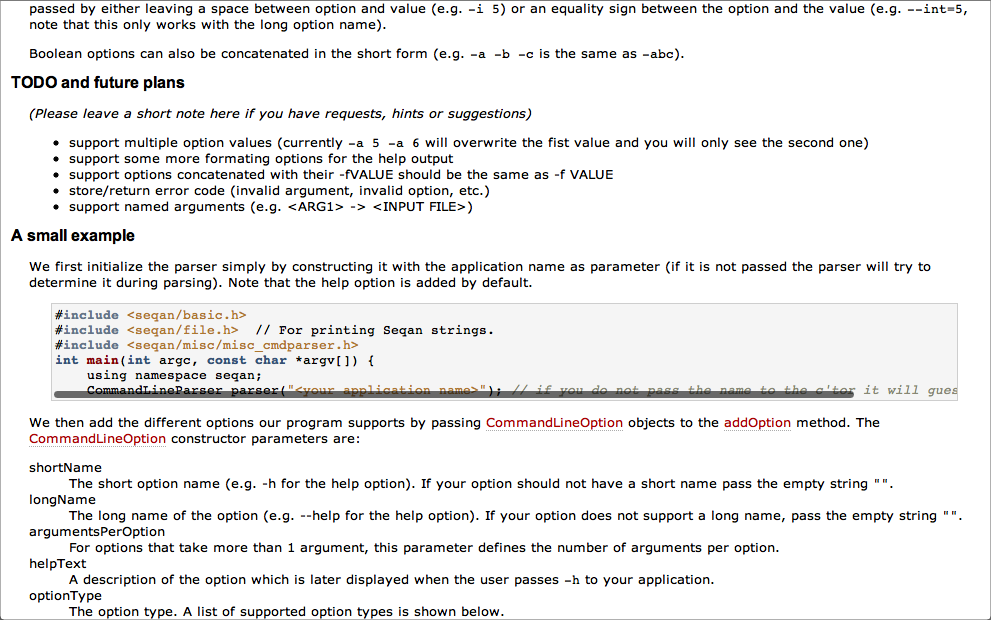 passed by either leaving a space between option and value (e.g. -i 5) or an equality sign between the option and the value (e.g. --int=5,
note that this only works with the long option name).
Boolean options can also be concatenated in the short form (e.g. -a -b -c is the same as -abc).
TODO and future plans
(Please leave a short note here if you have requests, hints or suggestions)
• support multiple option values (currently -a 5 -a 6 will overwrite the fist value and you will only see the second one)
• support some more formating options for the help output
• support options concatenated with their -fVALUE should be the same as -f VALUE
• store/return error code (invalid argument, invalid option, etc.)
• support named arguments (e.g. <ARG1> -> <INPUT FILE>)
A small example
We first initialize the parser simply by constructing it with the application name as parameter (if it is not passed the parser will try to
determine it during parsing). Note that the help option is added by default.
#include <seqan/basic.h>
#include <seqan/file.h>  // For printing Seqan strings.
#include <seqan/misc/misc_cmdparser.h>
int main(int argc, const char *argv[]) {
    using namespace seqan;
    CommandLineParser parser("<your application name>"); // if you do not pass the name to the c'tor it will gues
We then add the different options our program supports by passing CommandLineOption objects to the addOption method. The
CommandLineOption constructor parameters are:
shortName
The short option name (e.g. -h for the help option). If your option should not have a short name pass the empty string "".
longName
The long name of the option (e.g. --help for the help option). If your option does not support a long name, pass the empty string "".
argumentsPerOption
For options that take more than 1 argument, this parameter defines the number of arguments per option.
helpText
A description of the option which is later displayed when the user passes -h to your application.
optionType
The option type. A list of supported option types is shown below.